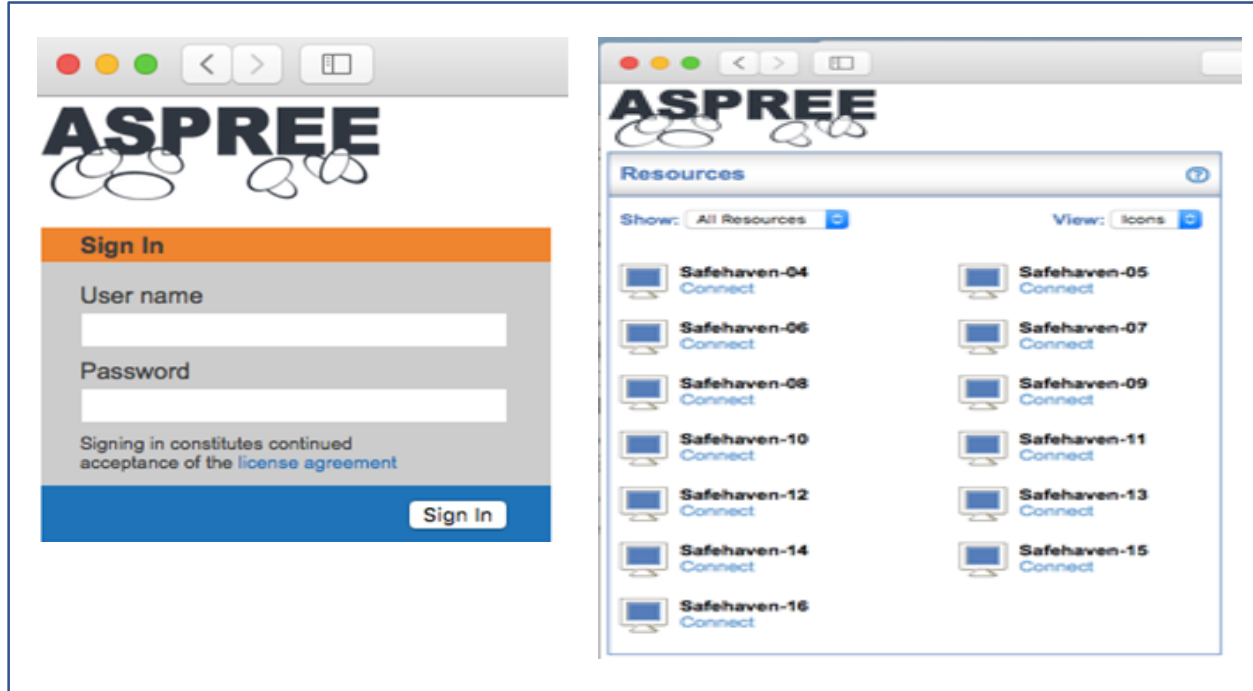 ASPREE
Sign In
User name
Password
Signing in constitutes continued
acceptance of the license agreement
Sign In
ASPREE
Resources
Show: All Resources View: Icons
Safehaven-04 Safehaven-05
Connect Connect
Safehaven-06 Safehaven-07
Connect Connect
Safehaven-08 Safehaven-09
Connect Connect
Safehaven-10 Safehaven-11
Connect Connect
Safehaven-12 Safehaven-13
Connect Connect
Safehaven-14 Safehaven-15
Connect Connect
Safehaven-16
Connect